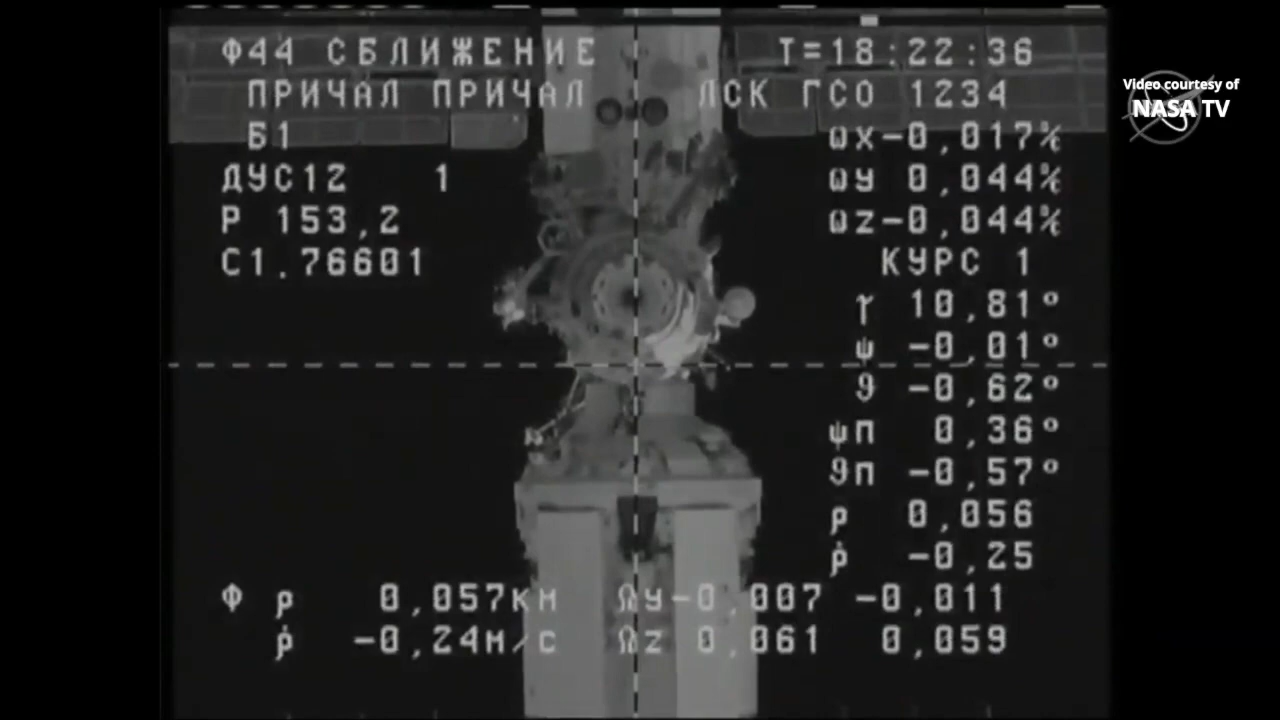 Ф44 СБЛИЖЕНИЕ T=18:22:36
ПРИЧАЛ ПРИЧАЛ ЛСК ГСО 1234
Б1 ωX-0,017%
ДУС12 1 ωУ 0,044%
Р 153,2 ωZ-0,044%
С1.76601 КУРС 1
γ 10,81°
ψ -0,01°
ϑ -0,62°
ψП 0,36°
ϑП -0,57°
ρ 0,056
ρ̇ -0,25
Ф ρ 0,057км ΩУ-0,007 -0,011
ρ̇ -0,24м/с ΩZ 0,061 0,059
Video courtesy of
NASA TV